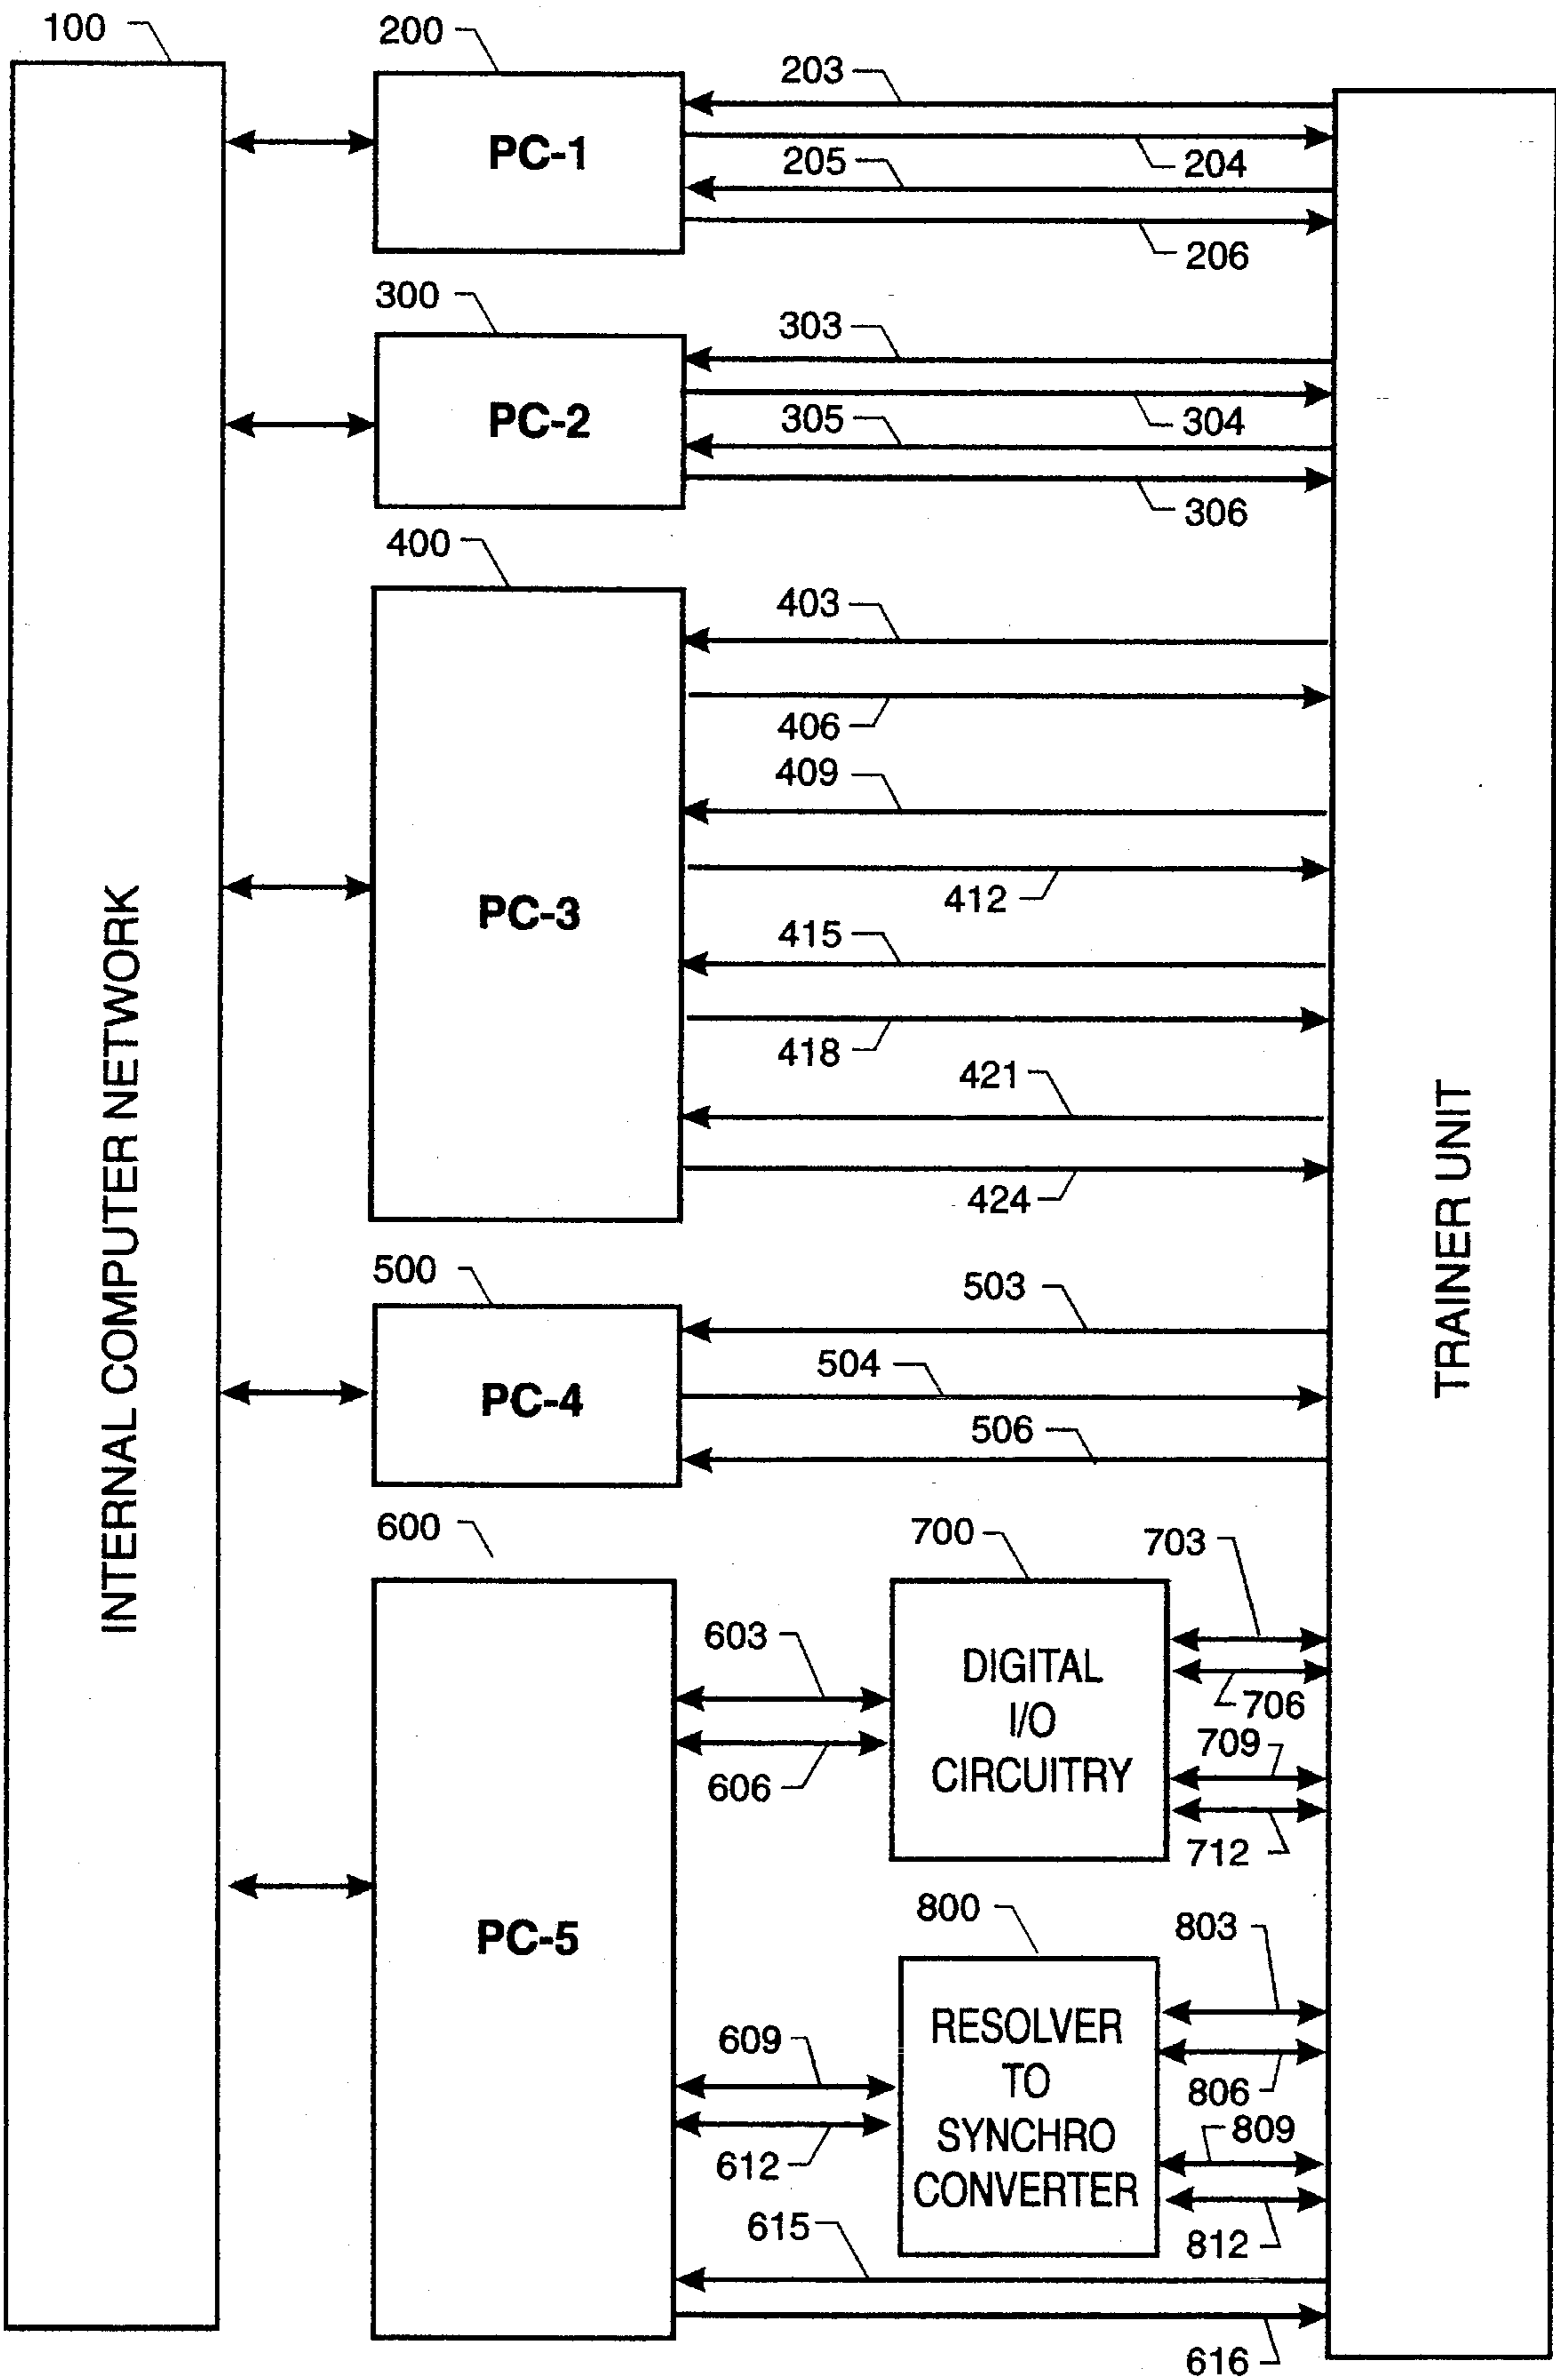 100
200
203
PC-1
204
205
206
300
303
PC-2
304
305
306
400
403
406
409
PC-3
412
415
418
421
424
INTERNAL COMPUTER NETWORK
TRAINER UNIT
500
503
504
PC-4
506
600
700
703
603
DIGITAL
I/O
CIRCUITRY
706
709
606
712
800
803
PC-5
609
RESOLVER
TO
SYNCHRO
CONVERTER
806
809
612
615
812
616